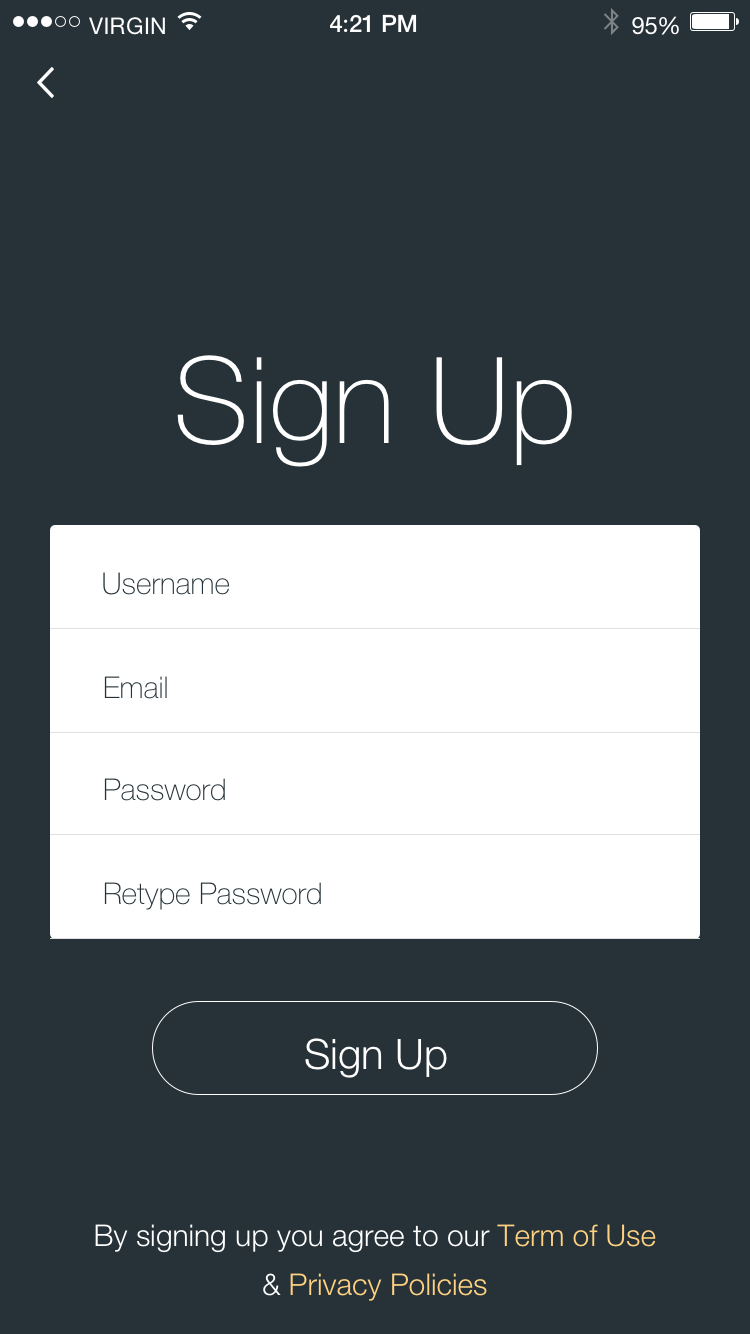 VIRGIN 4:21 PM 95%
Sign Up
Username
Email
Password
Retype Password
Sign Up
By signing up you agree to our Term of Use
& Privacy Policies